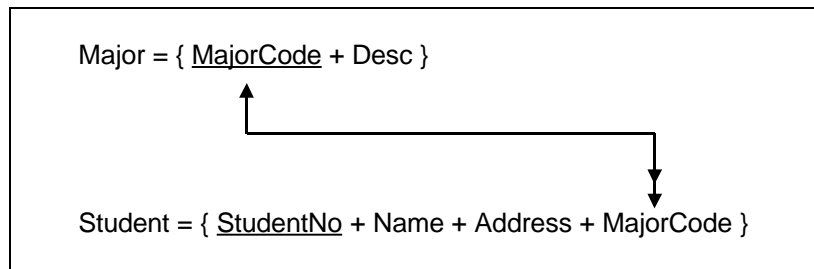 Major = { MajorCode + Desc }
Student = { StudentNo + Name + Address + MajorCode }